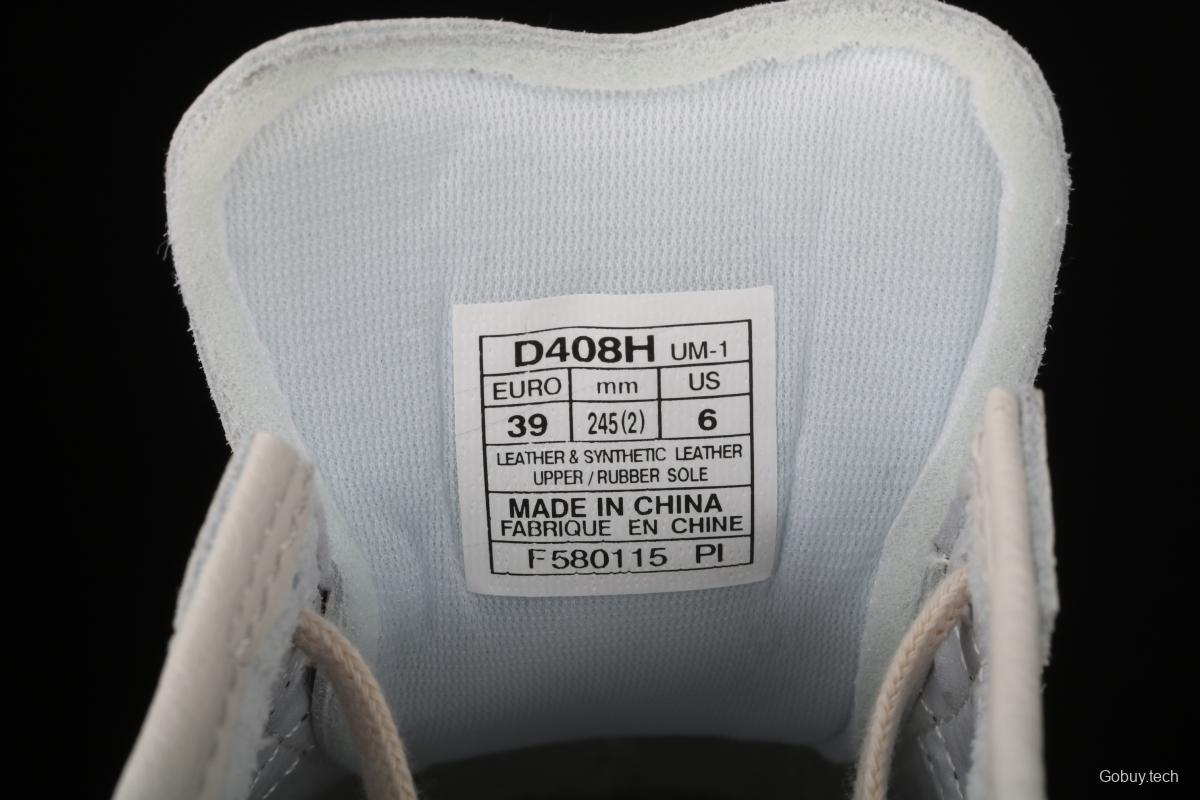 D408H UM-1
EURO mm US
39 245(2) 6
LEATHER & SYNTHETIC LEATHER
UPPER / RUBBER SOLE
MADE IN CHINA
FABRIQUE EN CHINE
F580115 PI
Gobuy.tech